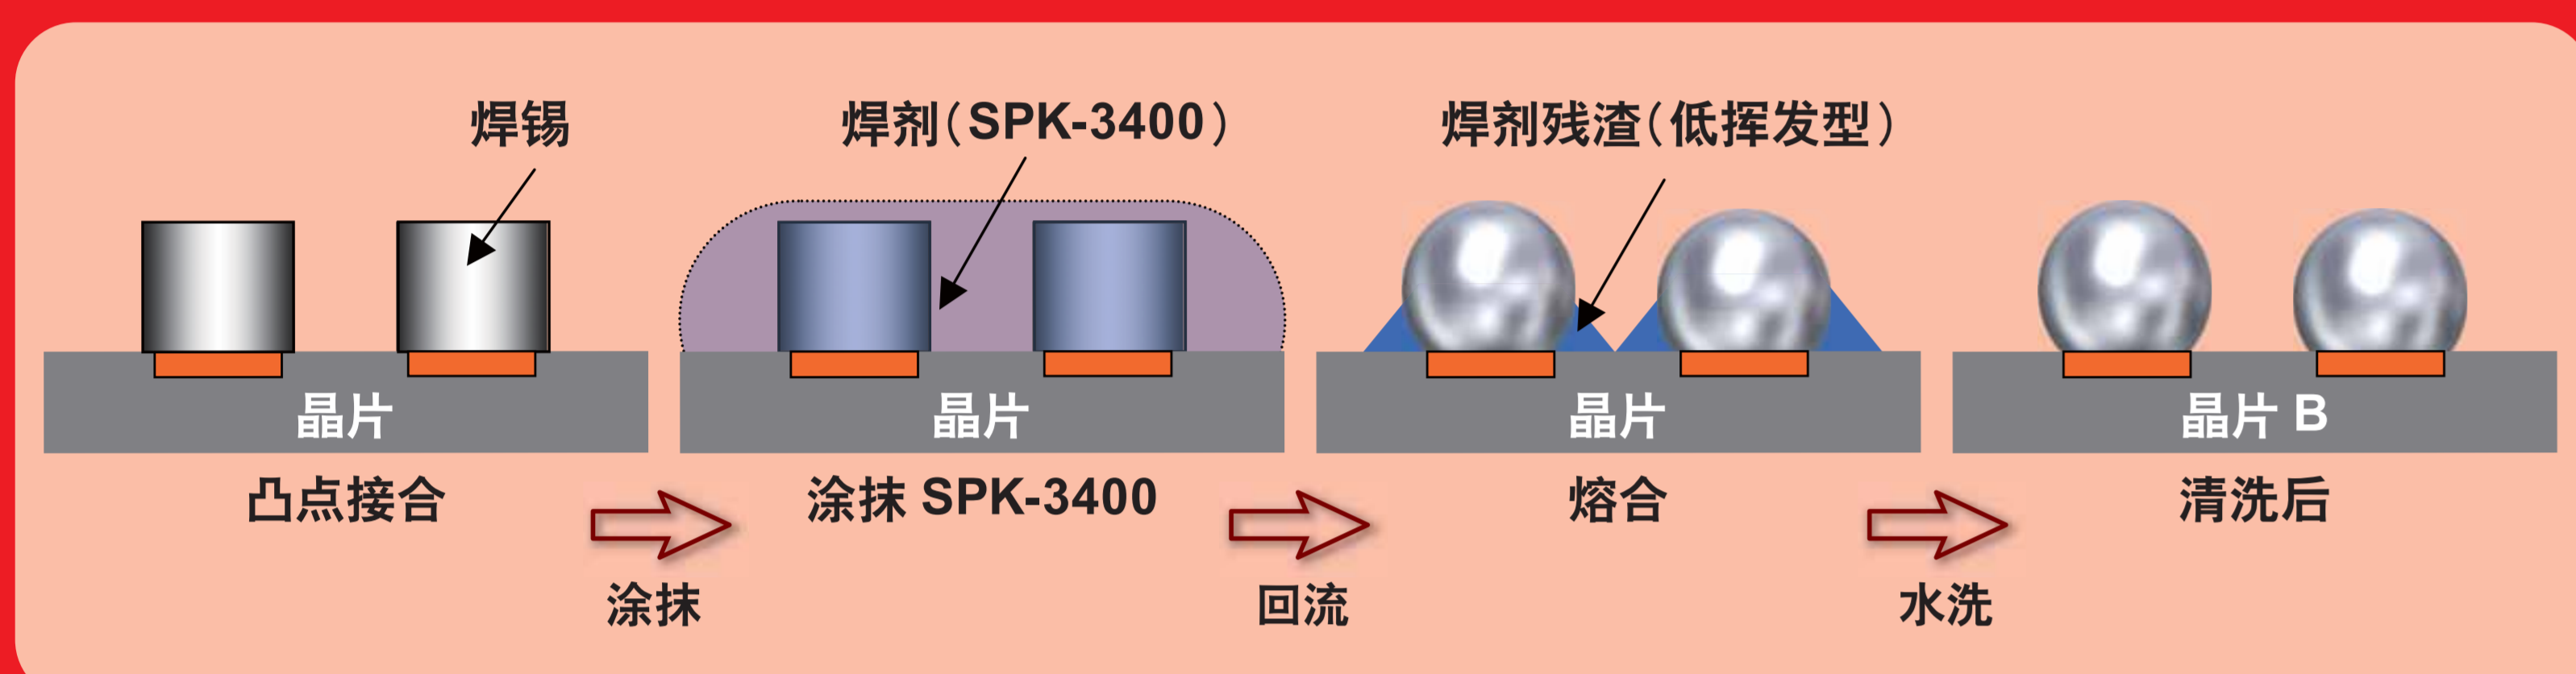 焊锡
焊剂（SPK-3400）
焊剂残渣（低挥发型）
晶片
晶片
晶片
晶片 B
凸点接合
涂抹 SPK-3400
熔合
清洗后
涂抹
回流
水洗